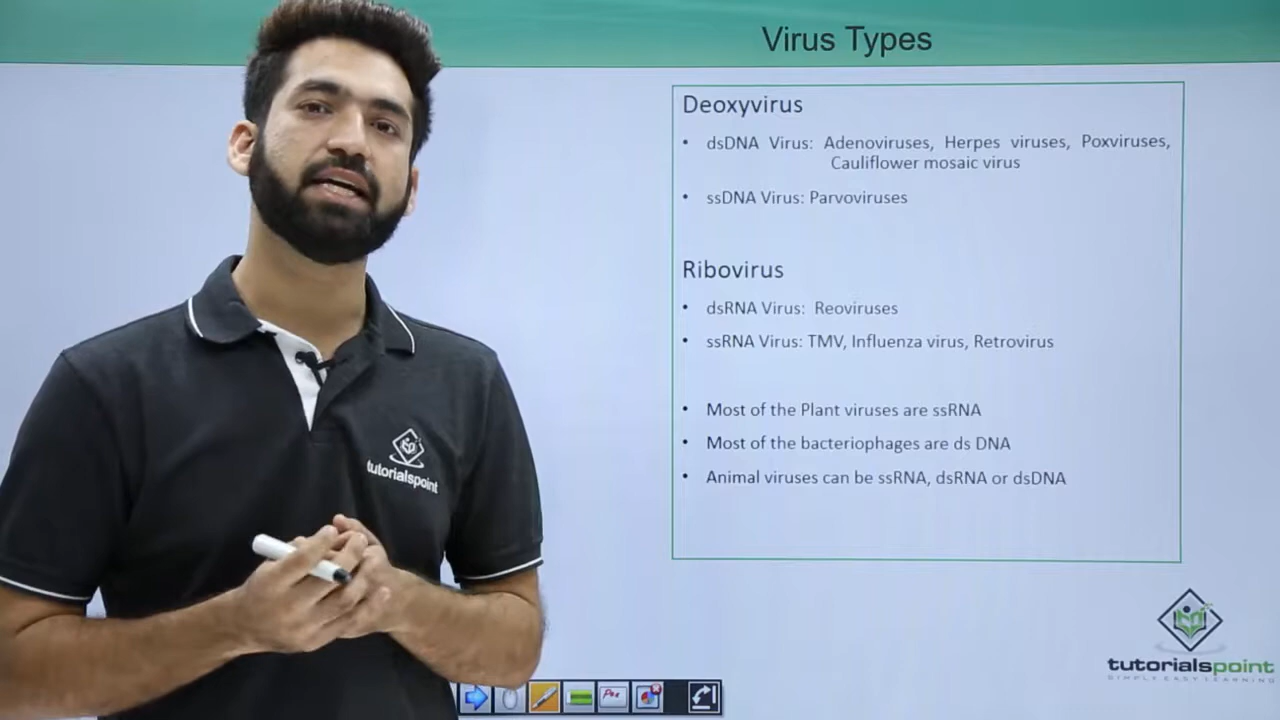 Virus Types
Deoxyvirus
• dsDNA Virus: Adenoviruses, Herpes viruses, Poxviruses,
Cauliflower mosaic virus
• ssDNA Virus: Parvoviruses
Ribovirus
• dsRNA Virus: Reoviruses
• ssRNA Virus: TMV, Influenza virus, Retrovirus
• Most of the Plant viruses are ssRNA
• Most of the bacteriophages are ds DNA
• Animal viruses can be ssRNA, dsRNA or dsDNA
tutorialspoint
tutorialspoint
SIMPLY EASY LEARNING